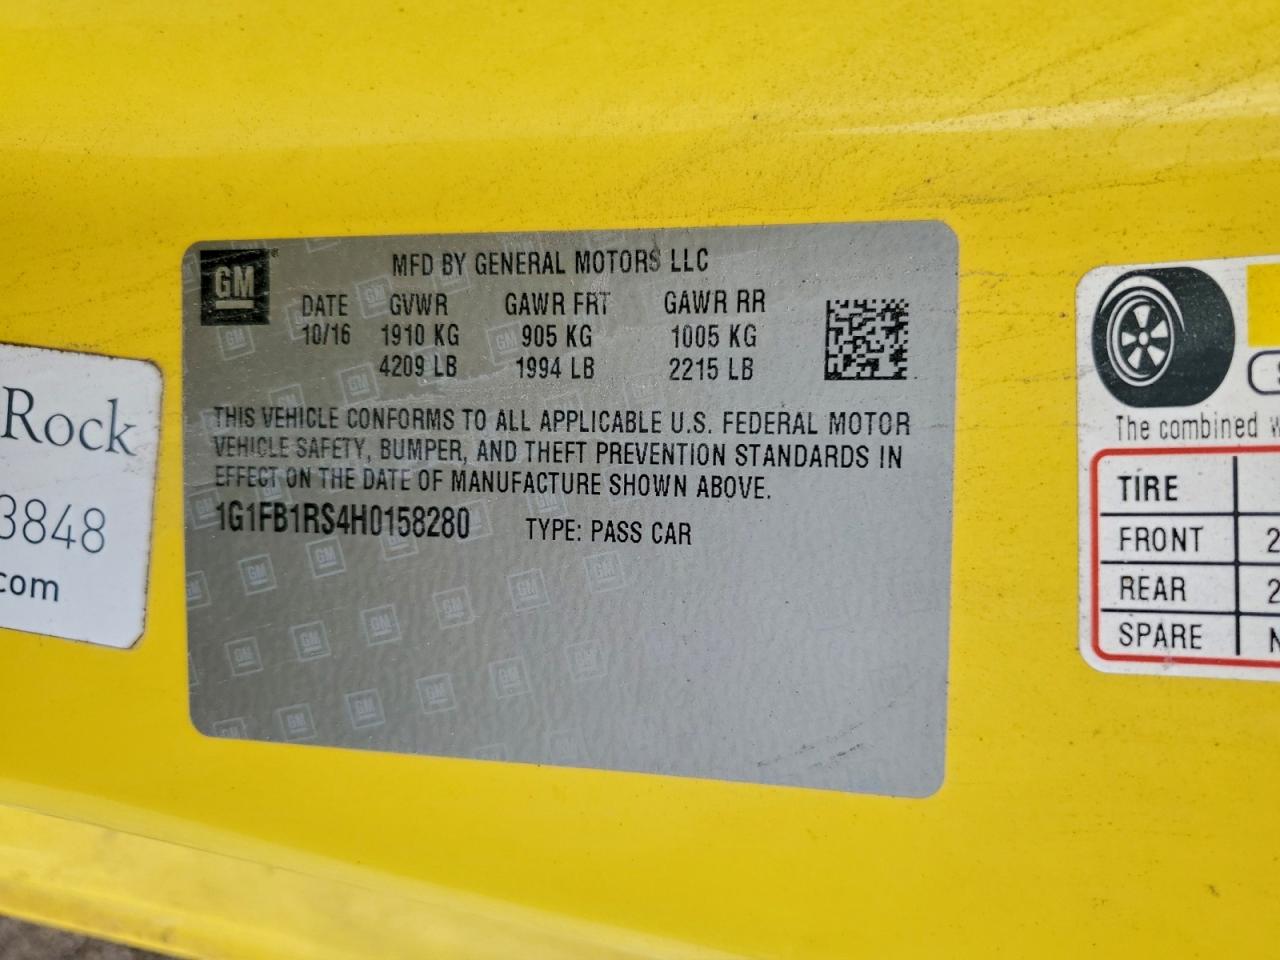 GM
MFD BY GENERAL MOTORS LLC
DATE GVWR GAWR FRT GAWR RR
10/16 1910 KG 905 KG 1005 KG
4209 LB 1994 LB 2215 LB
THIS VEHICLE CONFORMS TO ALL APPLICABLE U.S. FEDERAL MOTOR
VEHICLE SAFETY, BUMPER, AND THEFT PREVENTION STANDARDS IN
EFFECT ON THE DATE OF MANUFACTURE SHOWN ABOVE.
1G1FB1RS4H0158280 TYPE: PASS CAR
Rock
3848
.com
The combined
TIRE
FRONT 2
REAR 2
SPARE N